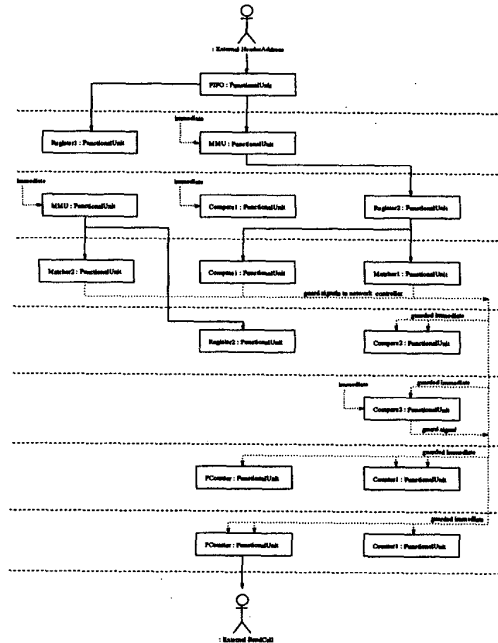 : External HeaderAddress
FIFO : FunctionalUnit
immediate
Register1 : FunctionalUnit
MMU : FunctionalUnit
immediate
immediate
MMU : FunctionalUnit
Compare1 : FunctionalUnit
Register2 : FunctionalUnit
Matcher2 : FunctionalUnit
Compare1 : FunctionalUnit
Matcher1 : FunctionalUnit
guard signals to network controller
guarded immediate
Register2 : FunctionalUnit
Compare2 : FunctionalUnit
guarded immediate
immediate
Compare2 : FunctionalUnit
guard signal
guarded immediate
PCounter : FunctionalUnit
Counter1 : FunctionalUnit
guarded immediate
PCounter : FunctionalUnit
Counter1 : FunctionalUnit
: External SendCell